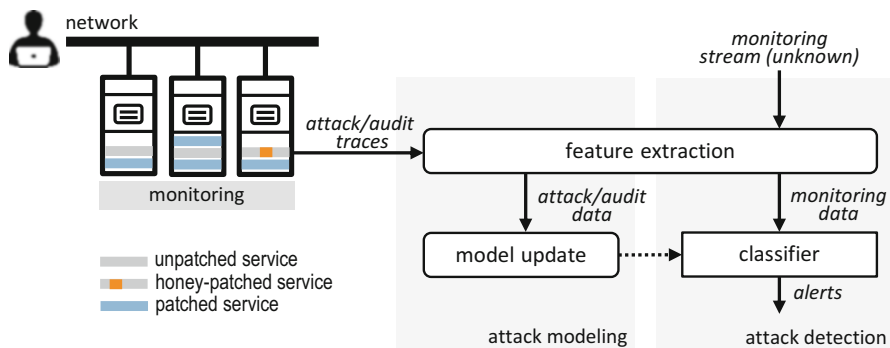 network
monitoring
stream (unknown)
attack/audit
traces
feature extraction
monitoring
attack/audit
data
monitoring
data
model update
classifier
unpatched service
honey-patched service
patched service
alerts
attack modeling
attack detection